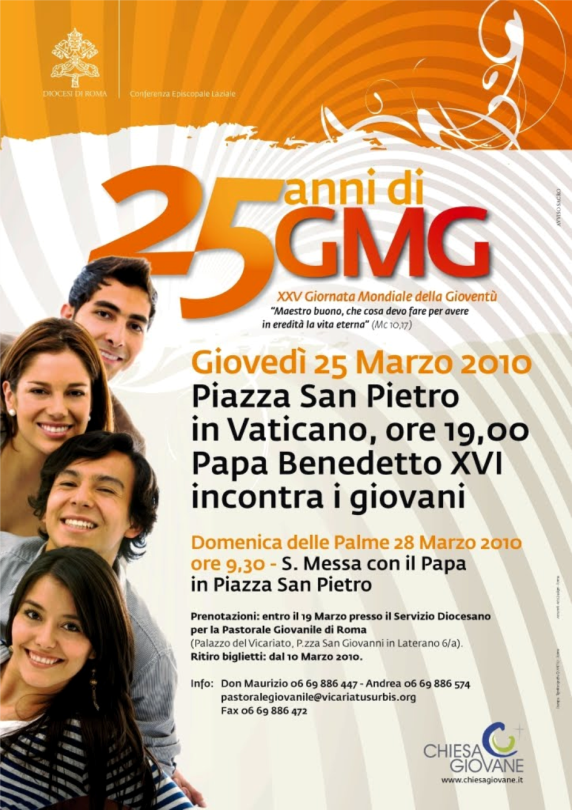 DIOCESI DI ROMA
Conferenza Episcopale Laziale
25 anni di
GMG
XXV Giornata Mondiale della Gioventù
"Maestro buono, che cosa devo fare per avere
in eredità la vita eterna" (Mc 10,17)
Giovedì 25 Marzo 2010
Piazza San Pietro
in Vaticano, ore 19,00
Papa Benedetto XVI
incontra i giovani
Domenica delle Palme 28 Marzo 2010
ore 9,30 - S. Messa con il Papa
in Piazza San Pietro
Prenotazioni: entro il 19 Marzo presso il Servizio Diocesano
per la Pastorale Giovanile di Roma
(Palazzo del Vicariato, P.zza San Giovanni in Laterano 6/a).
Ritiro biglietti: dal 10 Marzo 2010.
Info: Don Maurizio 06 69 886 447 - Andrea 06 69 886 574
pastoralegiovanile@vicariatusurbis.org
Fax 06 69 886 472
CHIESA
GIOVANE
www.chiesagiovane.it